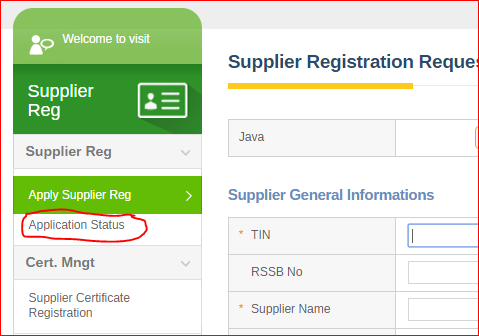 Welcome to visit
Supplier
Reg
Supplier Reg
Apply Supplier Reg
Application Status
Cert. Mngt
Supplier Certificate
Registration
Supplier Registration Reques
Java
Supplier General Informations
* TIN
RSSB No
* Supplier Name